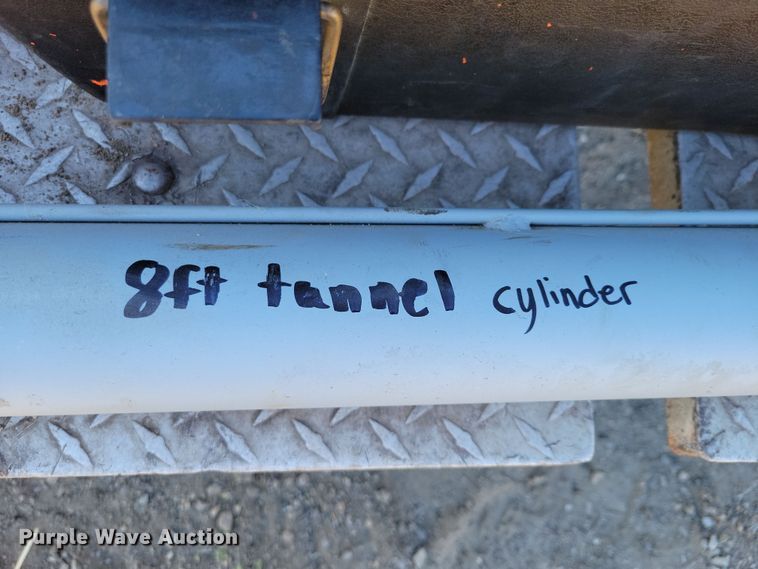 8ft tunnel cylinder
Purple Wave Auction